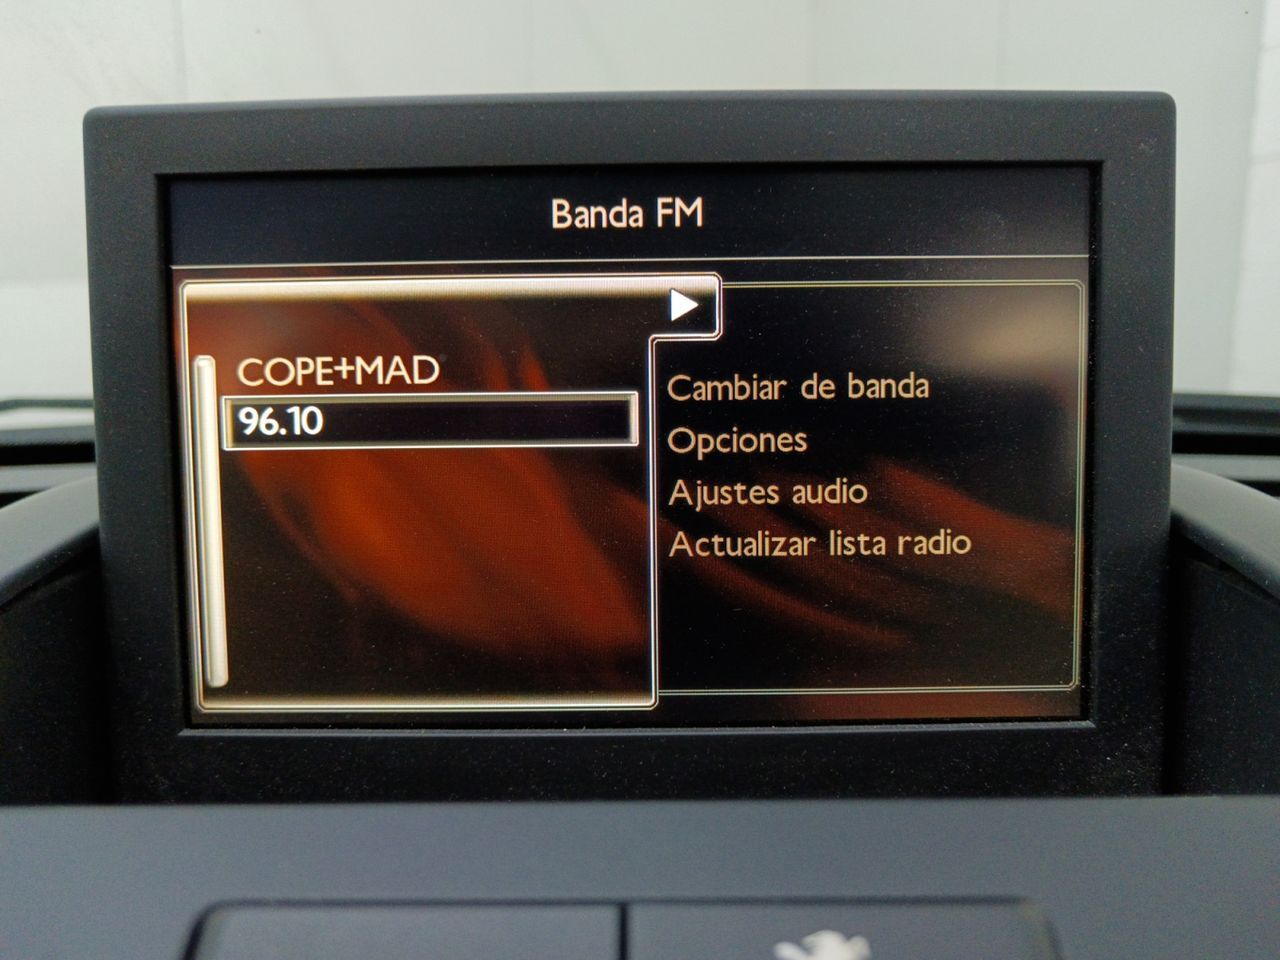 Banda FM
COPE+MAD
96.10
Cambiar de banda
Opciones
Ajustes audio
Actualizar lista radio